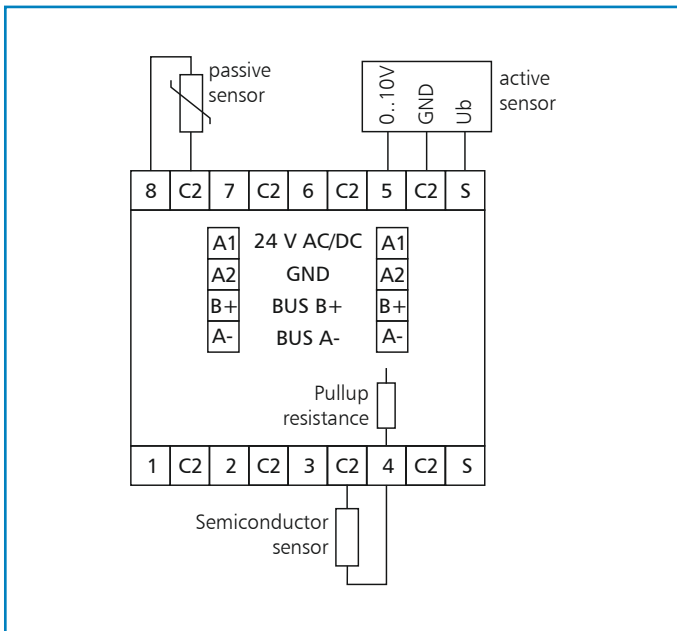 passive
sensor
0..10V
GND
Ub
active
sensor
8 C2 7 C2 6 C2 5 C2 S
A1 24 V AC/DC A1
A2 GND A2
B+ BUS B+ B+
A- BUS A- A-
Pullup
resistance
1 C2 2 C2 3 C2 4 C2 S
Semiconductor
sensor